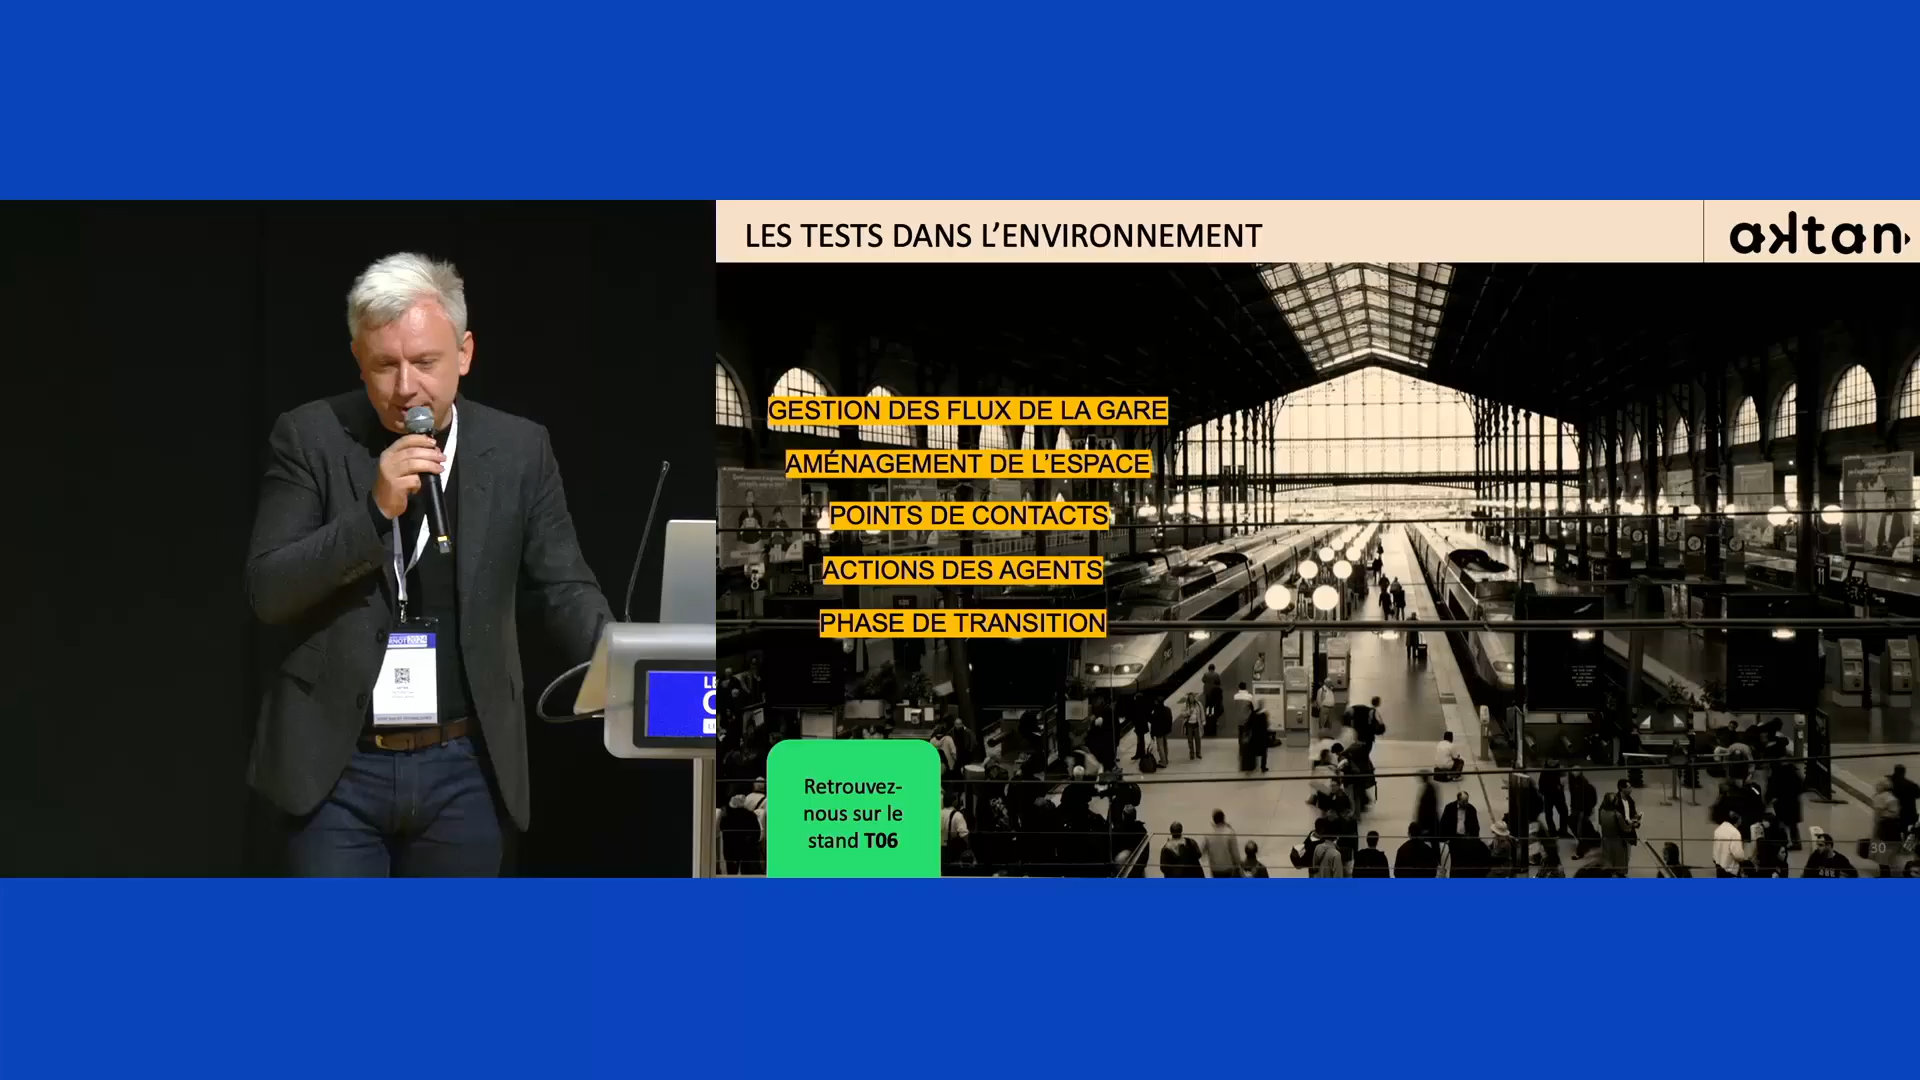 LES TESTS DANS L’ENVIRONNEMENT
aktan
GESTION DES FLUX DE LA GARE
AMÉNAGEMENT DE L’ESPACE
POINTS DE CONTACTS
ACTIONS DES AGENTS
PHASE DE TRANSITION
Retrouvez-
nous sur le
stand T06
30